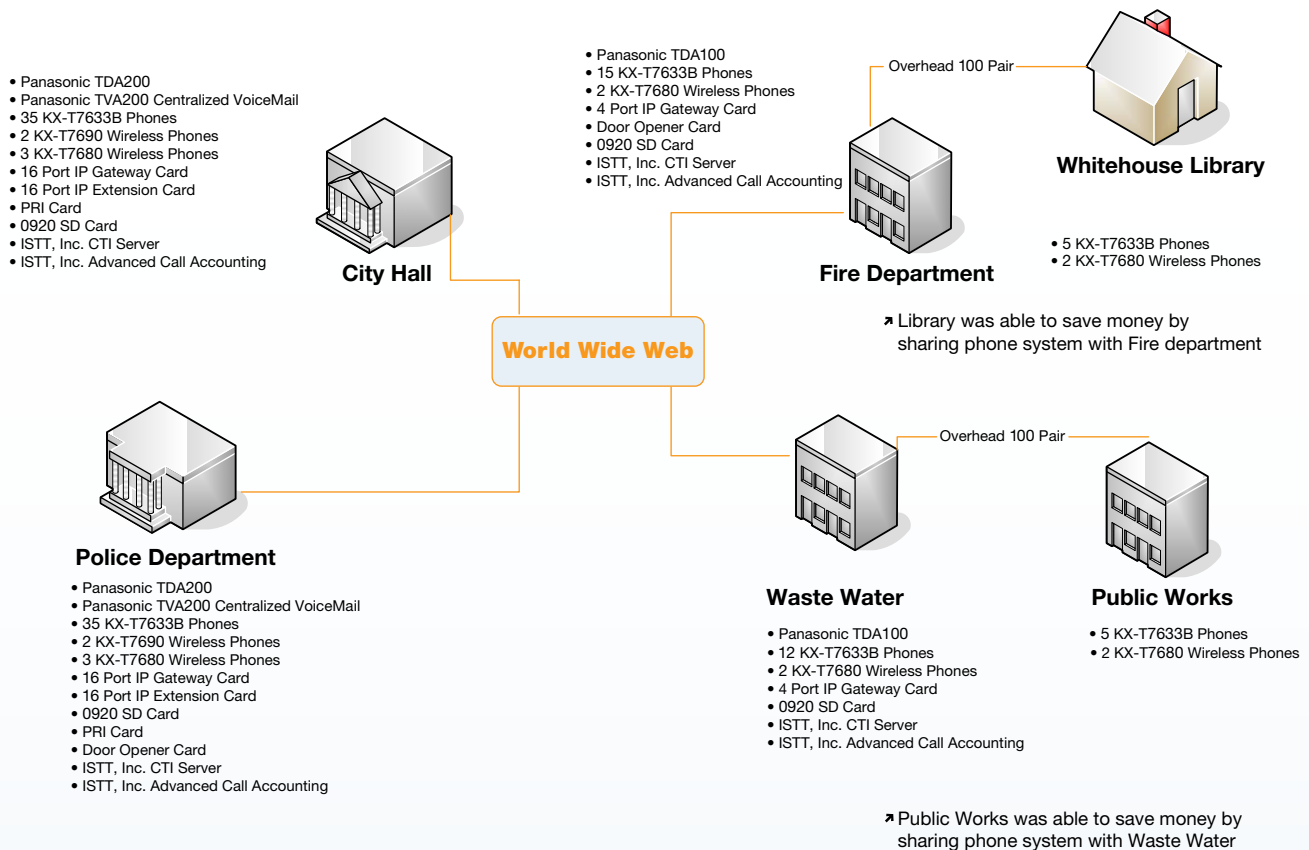 • Panasonic TDA200
• Panasonic TVA200 Centralized VoiceMail
• 35 KX-T7633B Phones
• 2 KX-T7690 Wireless Phones
• 3 KX-T7680 Wireless Phones
• 16 Port IP Gateway Card
• 16 Port IP Extension Card
• PRI Card
• 0920 SD Card
• ISTT, Inc. CTI Server
• ISTT, Inc. Advanced Call Accounting
City Hall
• Panasonic TDA100
• 15 KX-T7633B Phones
• 2 KX-T7680 Wireless Phones
• 4 Port IP Gateway Card
• Door Opener Card
• 0920 SD Card
• ISTT, Inc. CTI Server
• ISTT, Inc. Advanced Call Accounting
Fire Department
Overhead 100 Pair
Whitehouse Library
• 5 KX-T7633B Phones
• 2 KX-T7680 Wireless Phones
Library was able to save money by
sharing phone system with Fire department
World Wide Web
Police Department
• Panasonic TDA200
• Panasonic TVA200 Centralized VoiceMail
• 35 KX-T7633B Phones
• 2 KX-T7690 Wireless Phones
• 3 KX-T7680 Wireless Phones
• 16 Port IP Gateway Card
• 16 Port IP Extension Card
• 0920 SD Card
• PRI Card
• Door Opener Card
• ISTT, Inc. CTI Server
• ISTT, Inc. Advanced Call Accounting
Overhead 100 Pair
Waste Water
• Panasonic TDA100
• 12 KX-T7633B Phones
• 2 KX-T7680 Wireless Phones
• 4 Port IP Gateway Card
• 0920 SD Card
• ISTT, Inc. CTI Server
• ISTT, Inc. Advanced Call Accounting
Public Works
• 5 KX-T7633B Phones
• 2 KX-T7680 Wireless Phones
Public Works was able to save money by
sharing phone system with Waste Water